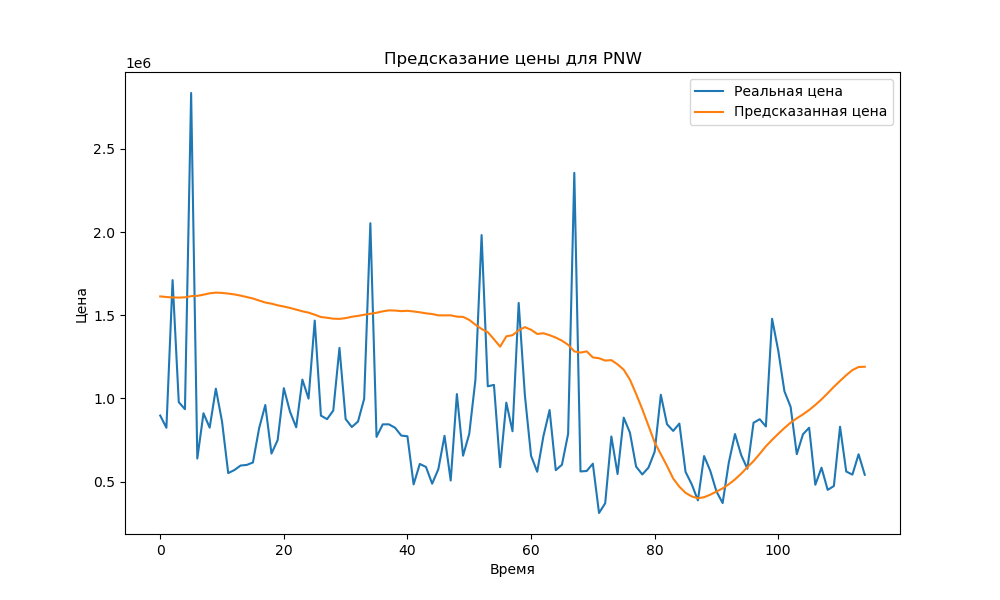 Предсказание цены для PNW
1e6
Реальная цена
Предсказанная цена
2.5
2.0
1.5
1.0
0.5
Цена
0 20 40 60 80 100
Время